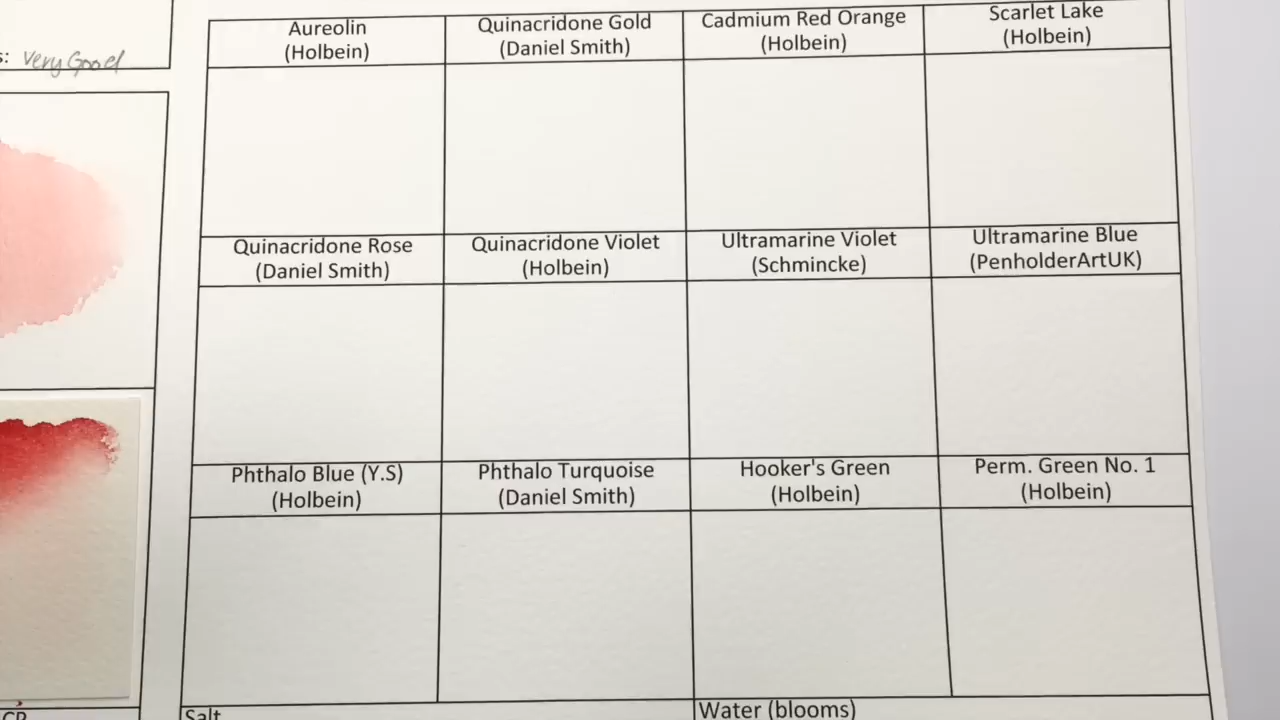 s: Very Good
Aureolin
(Holbein)
Quinacridone Gold
(Daniel Smith)
Cadmium Red Orange
(Holbein)
Scarlet Lake
(Holbein)
Quinacridone Rose
(Daniel Smith)
Quinacridone Violet
(Holbein)
Ultramarine Violet
(Schmincke)
Ultramarine Blue
(PenholderArtUK)
Phthalo Blue (Y.S)
(Holbein)
Phthalo Turquoise
(Daniel Smith)
Hooker's Green
(Holbein)
Perm. Green No. 1
(Holbein)
Salt
Water (blooms)